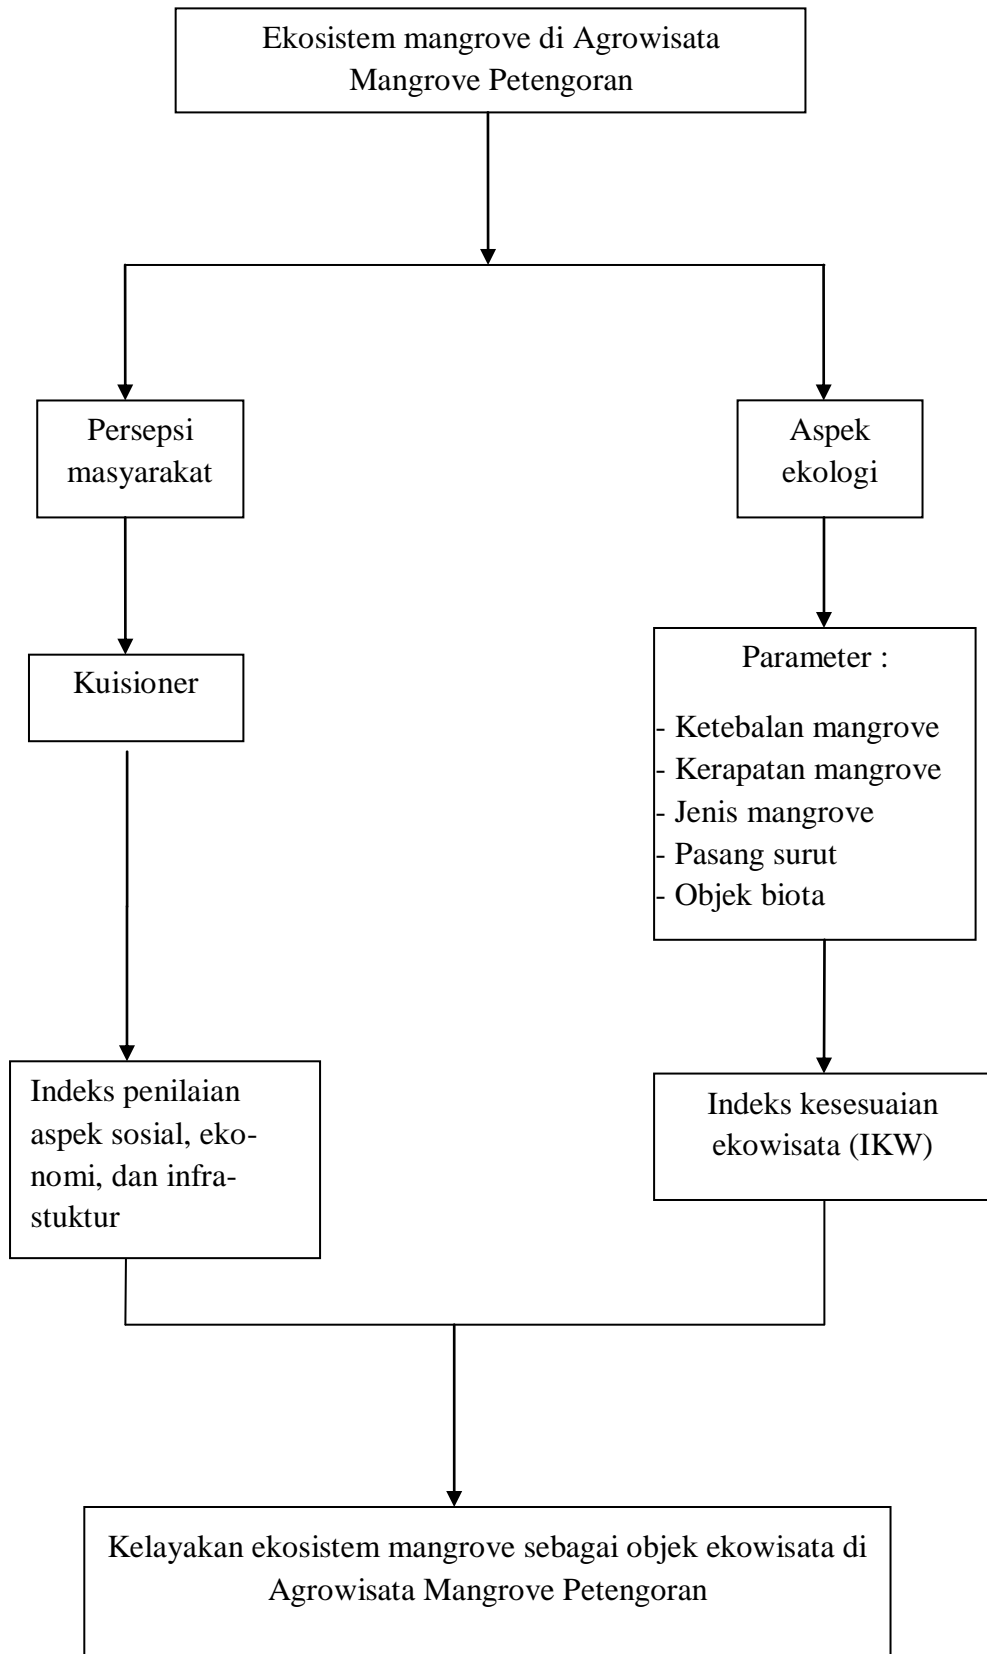 Ekosistem mangrove di Agrowisata
Mangrove Petengoran
Persepsi
masyarakat
Aspek
ekologi
Kuisioner
Parameter :
- Ketebalan mangrove
- Kerapatan mangrove
- Jenis mangrove
- Pasang surut
- Objek biota
Indeks penilaian
aspek sosial, eko-
nomi, dan infra-
stuktur
Indeks kesesuaian
ekowisata (IKW)
Kelayakan ekosistem mangrove sebagai objek ekowisata di
Agrowisata Mangrove Petengoran